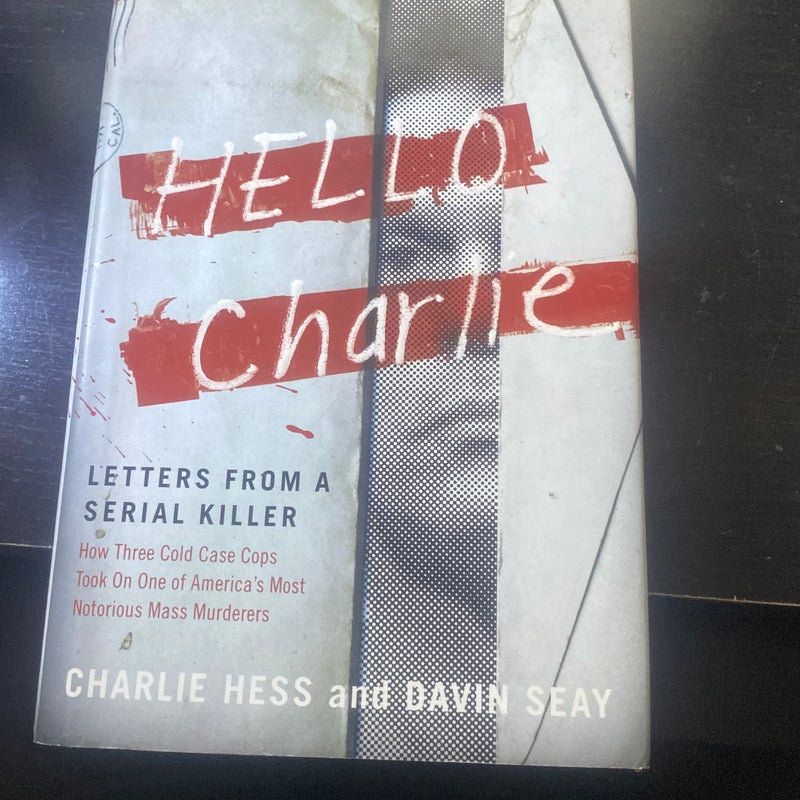 CAL.
HELLO
Charlie
LETTERS FROM A
SERIAL KILLER
How Three Cold Case Cops
Took On One of America's Most
Notorious Mass Murderers
CHARLIE HESS and DAVIN SEAY